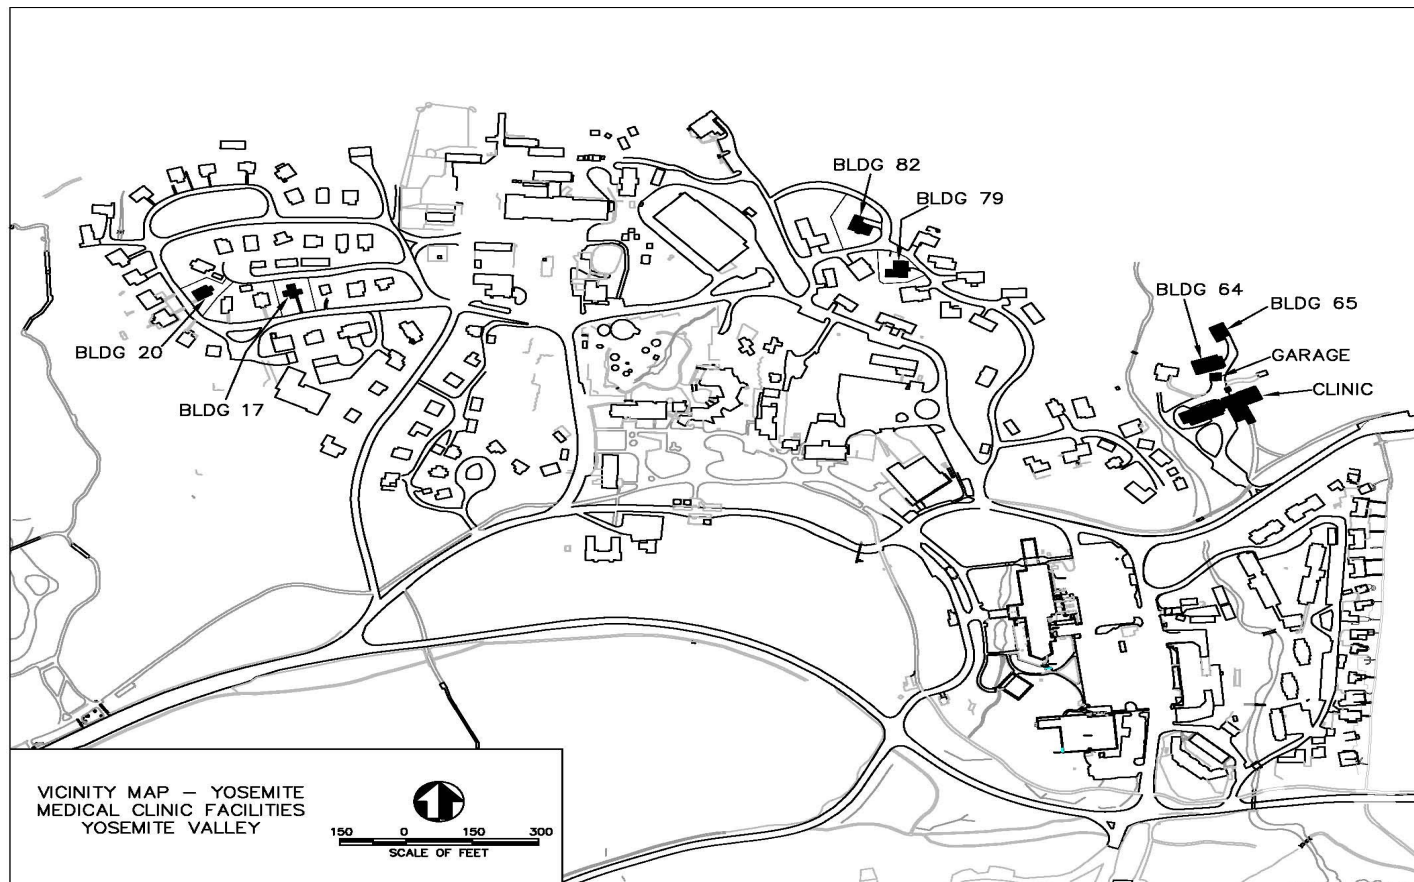 BLDG 82
BLDG 79
BLDG 64
BLDG 65
BLDG 20
GARAGE
CLINIC
BLDG 17
VICINITY MAP – YOSEMITE
MEDICAL CLINIC FACILITIES
YOSEMITE VALLEY
150 0 150 300
SCALE OF FEET